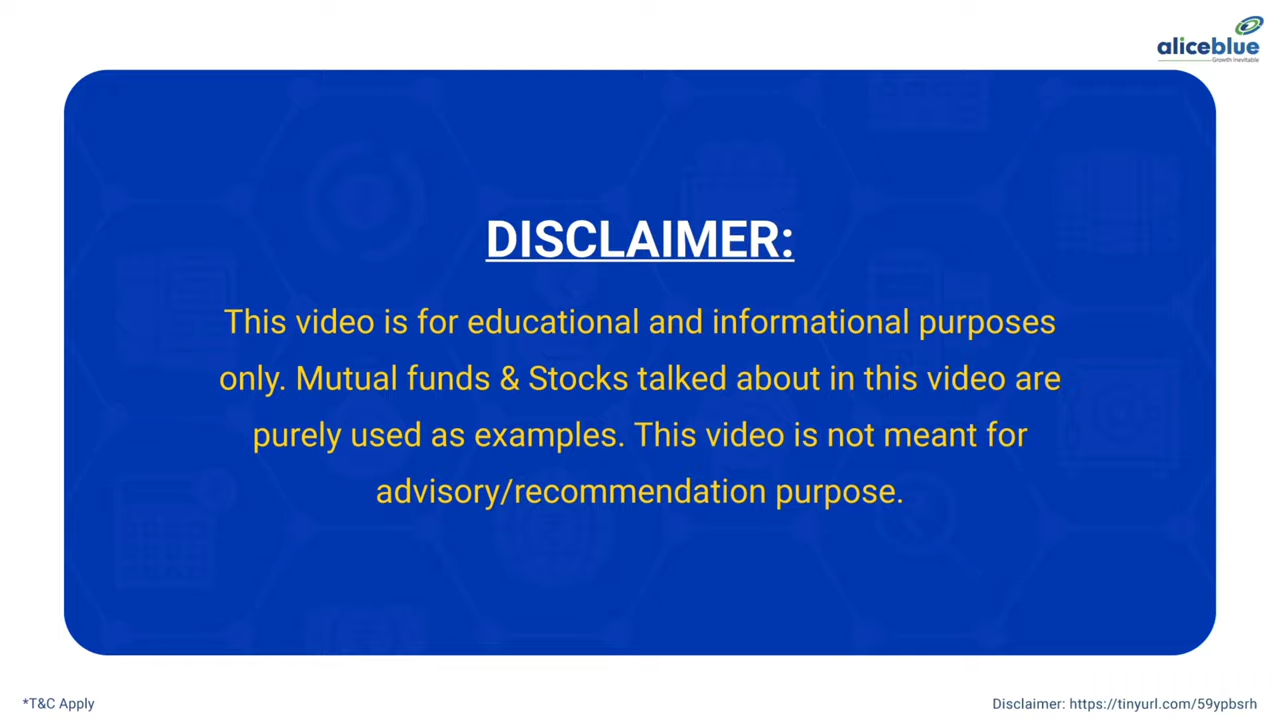 aliceblue
Growth Inevitable
DISCLAIMER:
This video is for educational and informational purposes
only. Mutual funds & Stocks talked about in this video are
purely used as examples. This video is not meant for
advisory/recommendation purpose.
*T&C Apply
Disclaimer: https://tinyurl.com/59ypbsrh